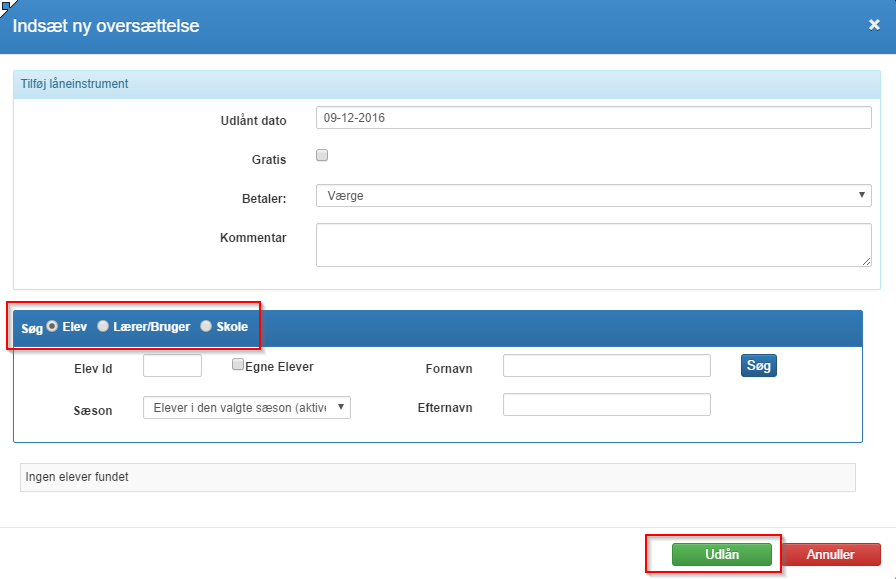 Indsæt ny oversættelse ×
Tilføj låneinstrument
Udlånt dato 09-12-2016
Gratis
Betaler: Værge
Kommentar
Søg Elev Lærer/Bruger Skole
Elev Id Egne Elever Fornavn Søg
Sæson Elever i den valgte sæson (aktive Efternavn
Ingen elever fundet
Udlån Annuller